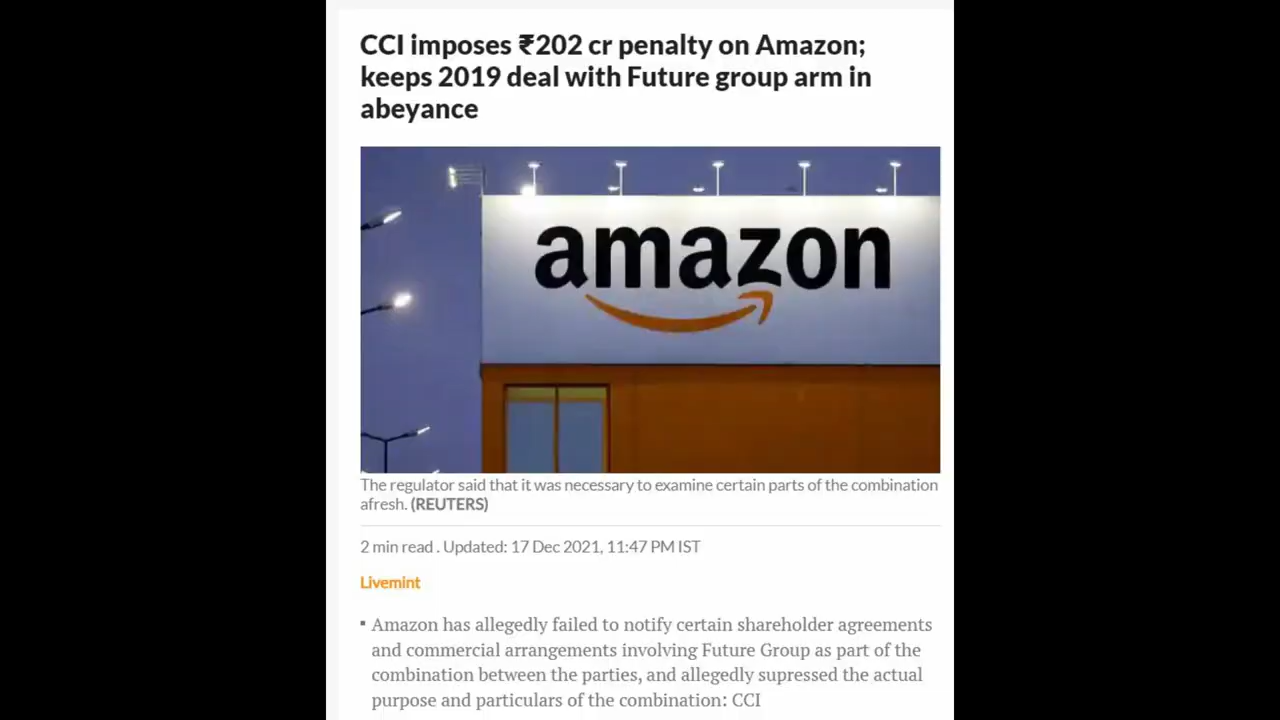 CCI imposes ₹202 cr penalty on Amazon;
keeps 2019 deal with Future group arm in
abeyance
amazon
The regulator said that it was necessary to examine certain parts of the combination
afresh. (REUTERS)
2 min read . Updated: 17 Dec 2021, 11:47 PM IST
Livemint
▪ Amazon has allegedly failed to notify certain shareholder agreements
and commercial arrangements involving Future Group as part of the
combination between the parties, and allegedly supressed the actual
purpose and particulars of the combination: CCI